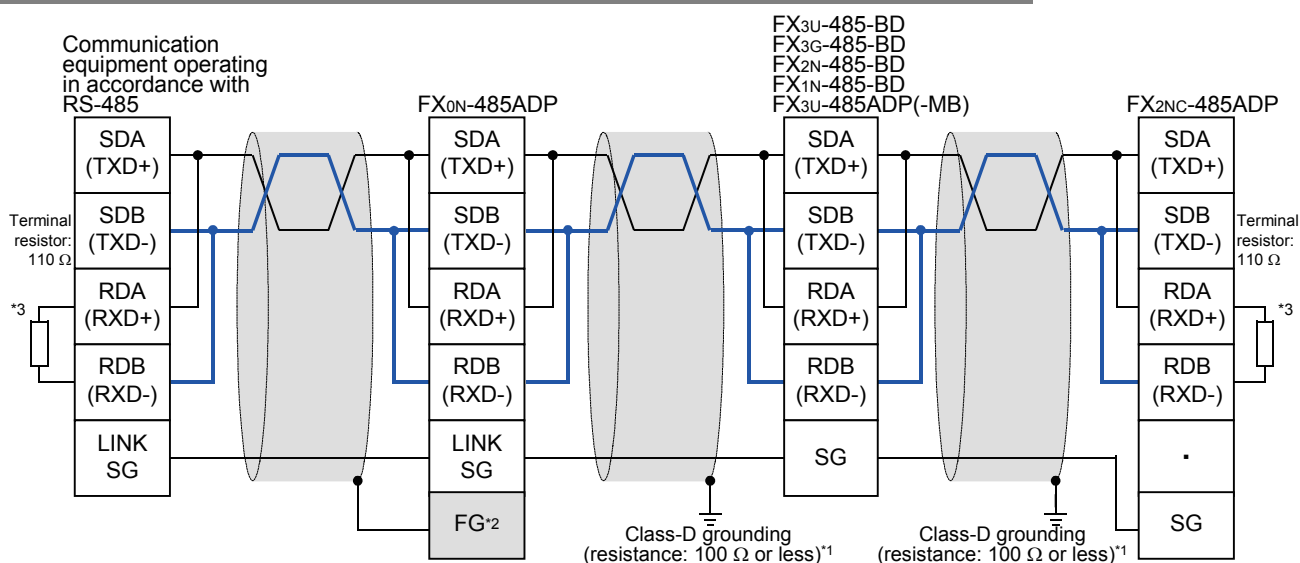 Communication
equipment operating
in accordance with
RS-485
FX0N-485ADP
FX3U-485-BD
FX3G-485-BD
FX2N-485-BD
FX1N-485-BD
FX3U-485ADP(-MB)
FX2NC-485ADP
SDA
(TXD+)
SDB
(TXD-)
RDA
(RXD+)
RDB
(RXD-)
LINK
SG
Terminal
resistor:
110 Ω
*3
SDA
(TXD+)
SDB
(TXD-)
RDA
(RXD+)
RDB
(RXD-)
LINK
SG
FG*2
SDA
(TXD+)
SDB
(TXD-)
RDA
(RXD+)
RDB
(RXD-)
SG
SDA
(TXD+)
SDB
(TXD-)
RDA
(RXD+)
RDB
(RXD-)
.
SG
Terminal
resistor:
110 Ω
*3
Class-D grounding
(resistance: 100 Ω or less)*1
Class-D grounding
(resistance: 100 Ω or less)*1